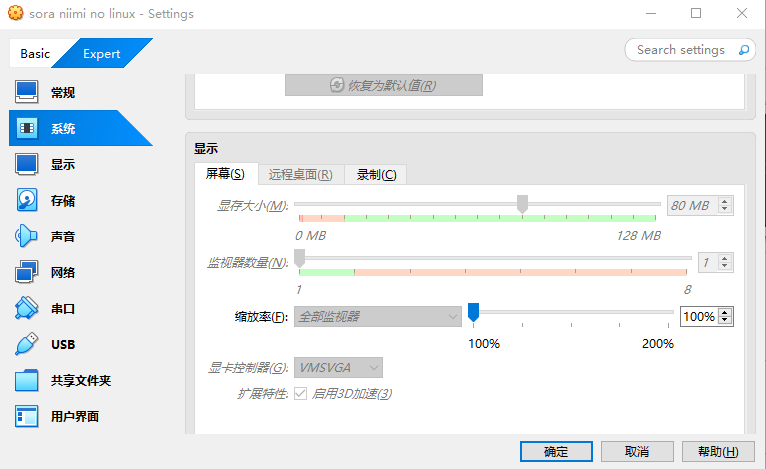 sora niimi no linux - Settings
Basic Expert Search settings
常规
系统
显示
存储
声音
网络
串口
USB
共享文件夹
用户界面
恢复为默认值(R)
显示
屏幕(S) 远程桌面(R) 录制(C)
显存大小(M): 80 MB
0 MB 128 MB
监视器数量(N): 1
1 8
缩放率(F): 全部监视器 100%
100% 200%
显卡控制器(G): VMSVGA
扩展特性: 启用3D加速(3)
确定 取消 帮助(H)